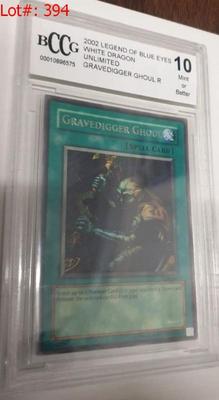 Lot#: 394
BCCG
00010896575
2002 LEGEND OF BLUE EYES
WHITE DRAGON
UNLIMITED
GRAVEDIGGER GHOUL R
10
Mint
or
Better
GRAVEDIGGER GHOUL
[SPELL CARD